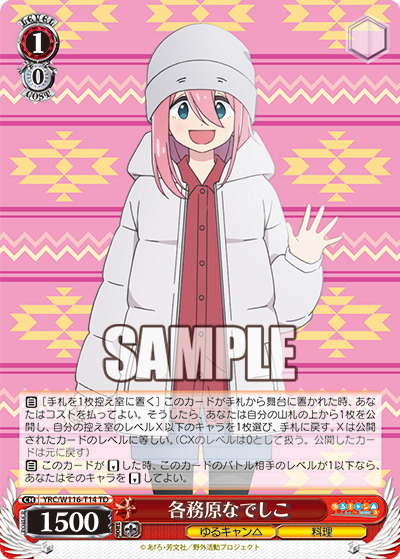 LEVEL
1
0
COST
SAMPLE
自［手札を1枚控え室に置く］このカードが手札から舞台に置かれた時、あな
たはコストを払ってよい。そうしたら、あなたは自分の山札の上から1枚を公
開し、自分の控え室のレベルX以下のキャラを1枚選び、手札に戻す。Xは公開
されたカードのレベルに等しい。（CXのレベルは0として扱う。公開したカー
ドは元に戻す）
自 このカードが した時、このカードのバトル相手のレベルが1以下なら、
あなたはそのキャラを してよい。
CH YRC/W116-T14 TD
1500
各務原なでしこ
ゆるキャン△
ゆるキャン△
料理
©あfろ・芳文社／野外活動プロジェクト